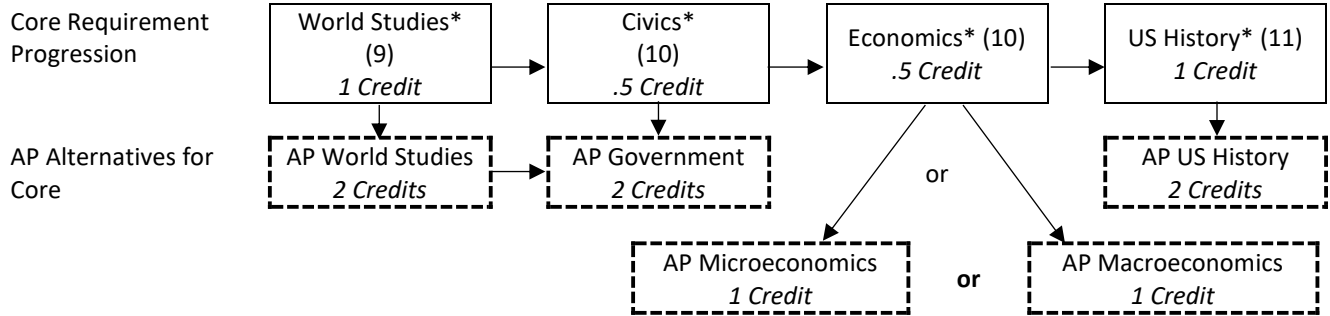 Core Requirement
Progression
World Studies*
(9)
1 Credit
Civics*
(10)
.5 Credit
Economics* (10)
.5 Credit
US History* (11)
1 Credit
AP Alternatives for
Core
AP World Studies
2 Credits
AP Government
2 Credits
or
AP US History
2 Credits
AP Microeconomics
1 Credit
or
AP Macroeconomics
1 Credit